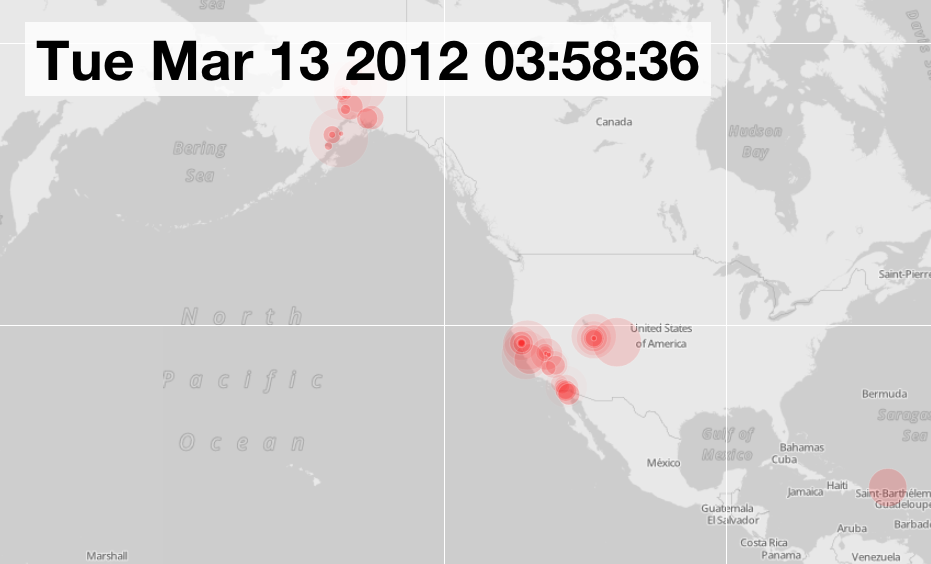 Sea
Tue Mar 13 2012 03:58:36
Canada
Hudson
Bay
Bering
Sea
Saint-Pierre
North
United States
of America
Pacific
Bermuda
Sea
Ocean
Gulf of
Mexico
Bahamas
Cuba
México
Haiti
Jamaica
Saint-Barthélem
Guadeloupe
Guatemala
El Salvador
Aruba
Barbad
Costa Rica
Panama
Marshall
Venezuela